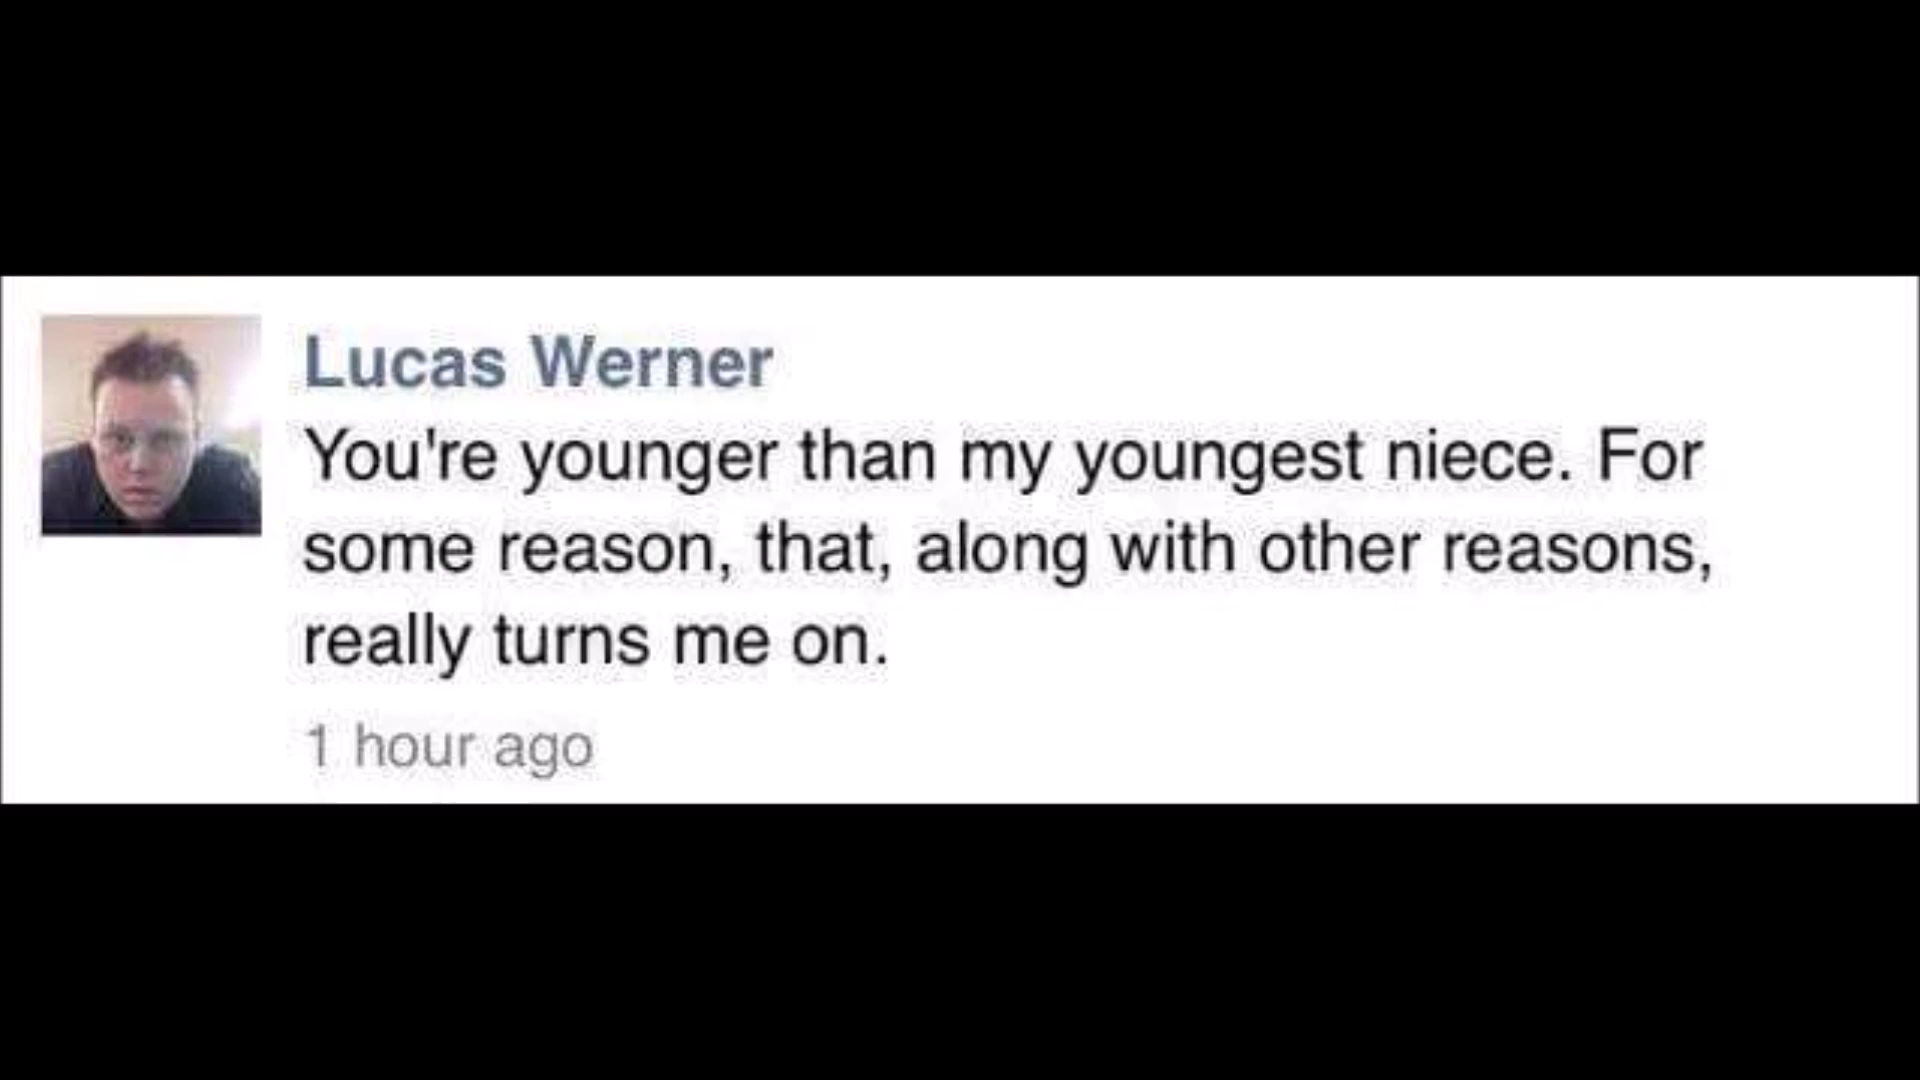 Lucas Werner
You're younger than my youngest niece. For
some reason, that, along with other reasons,
really turns me on.
1 hour ago